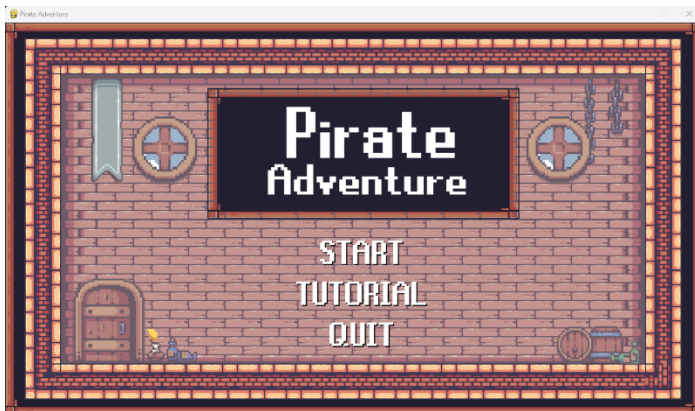 Pirate Adventure
Pirate
Adventure
START
TUTORIAL
QUIT